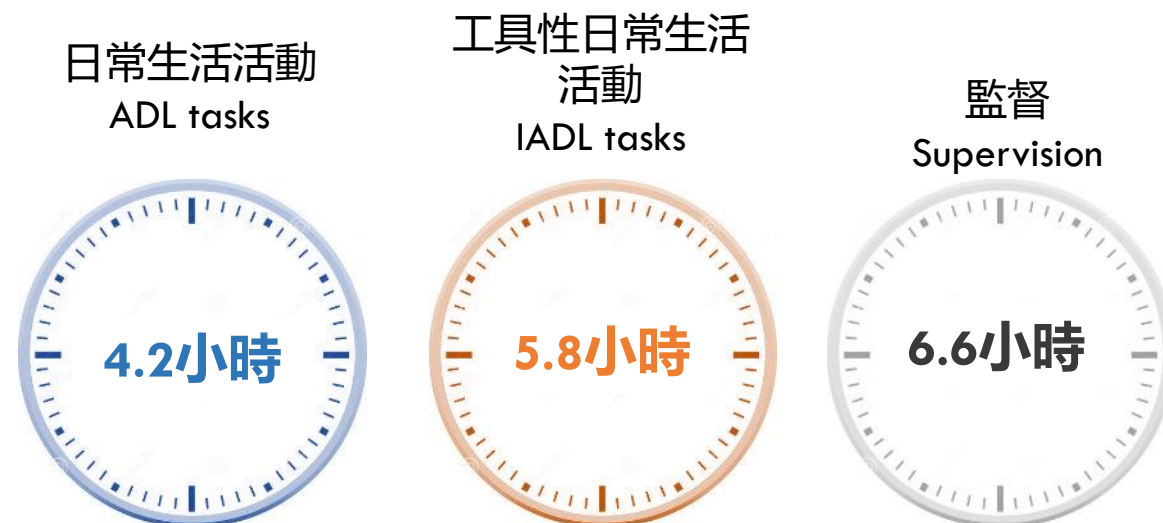 日常生活活動
ADL tasks
工具性日常生活
活動
IADL tasks
監督
Supervision
4.2小時
5.8小時
6.6小時